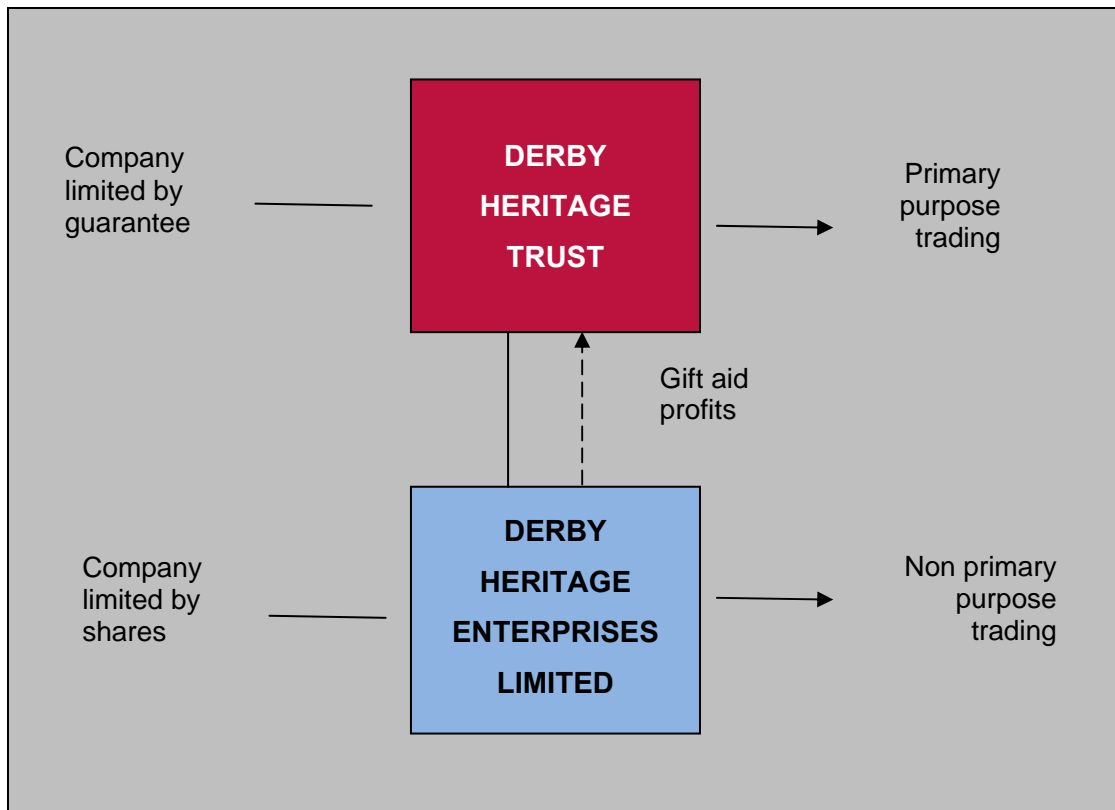 Company
limited by
guarantee
DERBY
HERITAGE
TRUST
Primary
purpose
trading
Gift aid
profits
Company
limited by
shares
DERBY
HERITAGE
ENTERPRISES
LIMITED
Non primary
purpose
trading